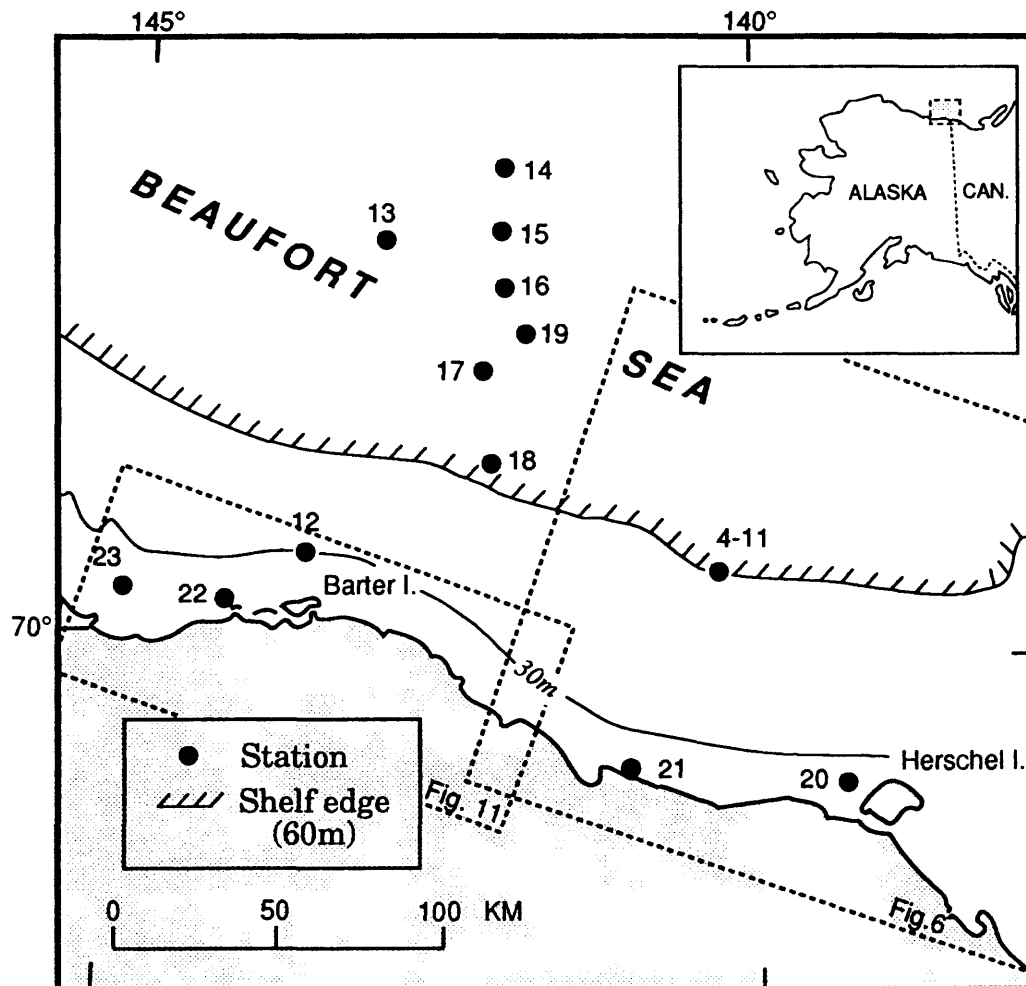 145°
140°
BEAUFORT
SEA
ALASKA
CAN.
14
13
15
16
19
17
18
12
4-11
23
22
Barter I.
70°
30m
Herschel I.
21
20
Station
Shelf edge
(60m)
Fig. 11
Fig.6
0
50
100
KM